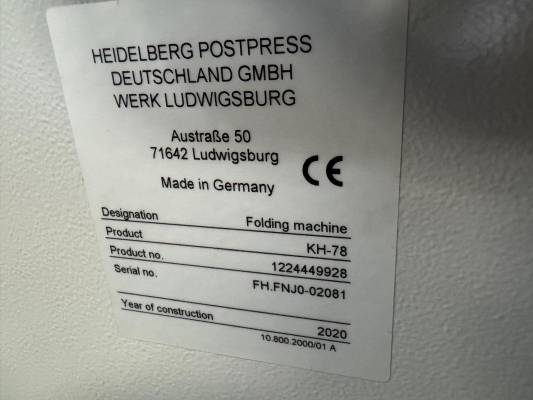 HEIDELBERG POSTPRESS
DEUTSCHLAND GMBH
WERK LUDWIGSBURG
Austraße 50
71642 Ludwigsburg
CE
Made in Germany
Designation Folding machine
Product KH-78
Product no. 1224449928
Serial no. FH.FNJ0-02081
Year of construction 2020
10.800.2000/01 A